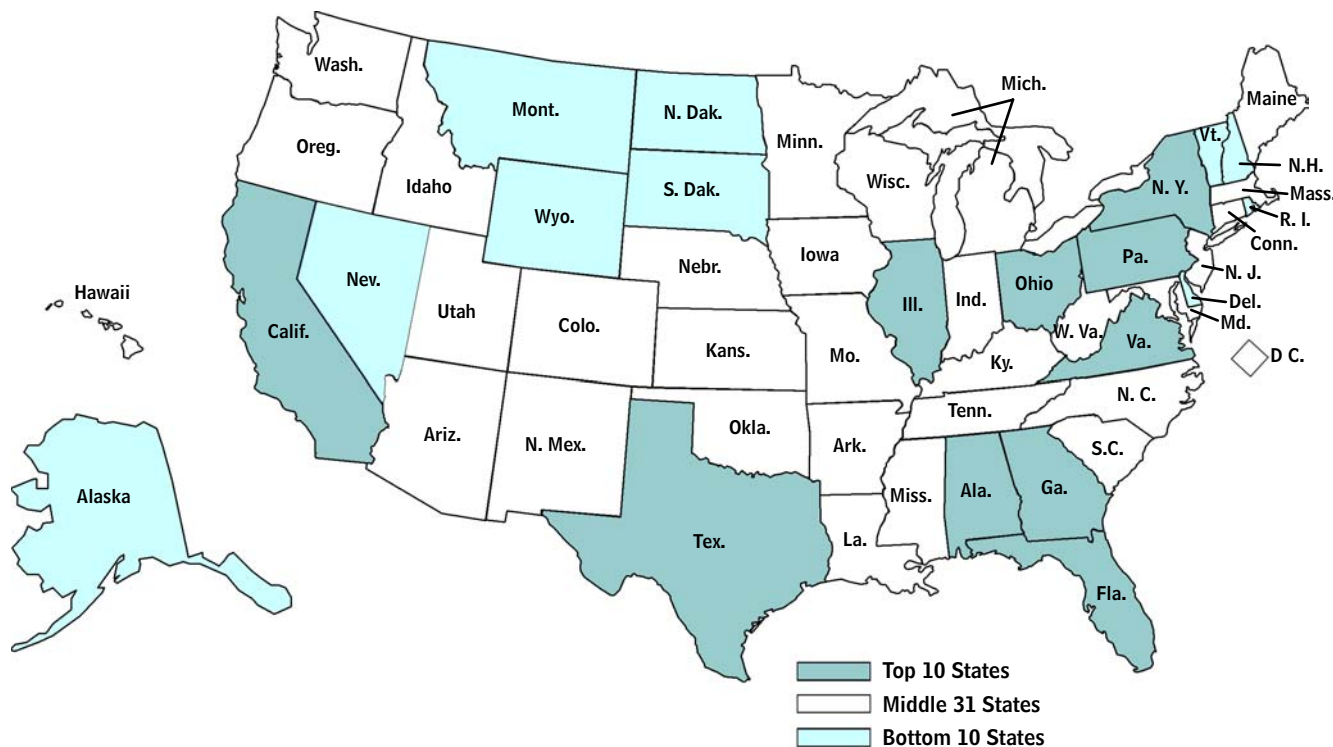 Wash.
Mont.
N. Dak.
Minn.
Mich.
Maine
Oreg.
Idaho
Wyo.
S. Dak.
Wisc.
N. Y.
Vt.
N.H.
Mass.
R. I.
Conn.
Nev.
Utah
Colo.
Nebr.
Iowa
Ill.
Ind.
Ohio
Pa.
N. J.
Del.
Md.
D C.
Hawaii
Calif.
Kans.
Mo.
Ky.
W. Va.
Va.
Ariz.
N. Mex.
Okla.
Ark.
Tenn.
N. C.
S.C.
Alaska
Tex.
La.
Miss.
Ala.
Ga.
Fla.
Top 10 States
Middle 31 States
Bottom 10 States